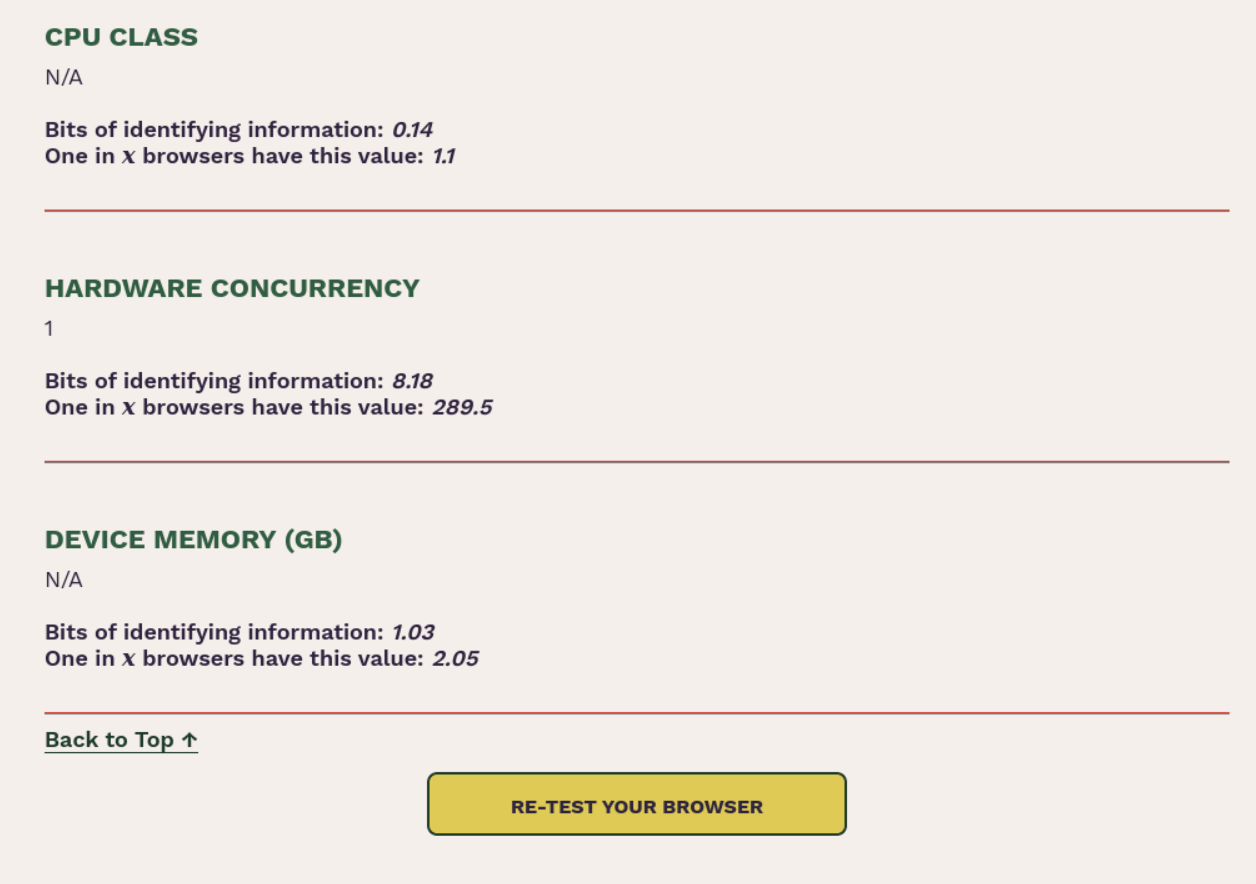 CPU CLASS
N/A
Bits of identifying information: 0.14
One in x browsers have this value: 1.1
HARDWARE CONCURRENCY
1
Bits of identifying information: 8.18
One in x browsers have this value: 289.5
DEVICE MEMORY (GB)
N/A
Bits of identifying information: 1.03
One in x browsers have this value: 2.05
Back to Top ↑
RE-TEST YOUR BROWSER